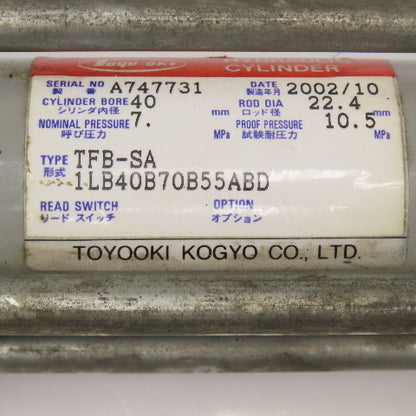 TOYO-OKI
CYLINDER
SERIAL NO A747731 DATE 2002/10
製番 製造年月
CYLINDER BORE 40 mm ROD DIA 22.4 mm
シリンダ内径 ロッド径
NOMINAL PRESSURE 7. MPa PROOF PRESSURE 10.5 MPa
呼び圧力 試験耐圧力
TYPE TFB-SA
形式 1LB40B70B55ABD
READ SWITCH OPTION
リード スイッチ オプション
TOYOOKI KOGYO CO., LTD.